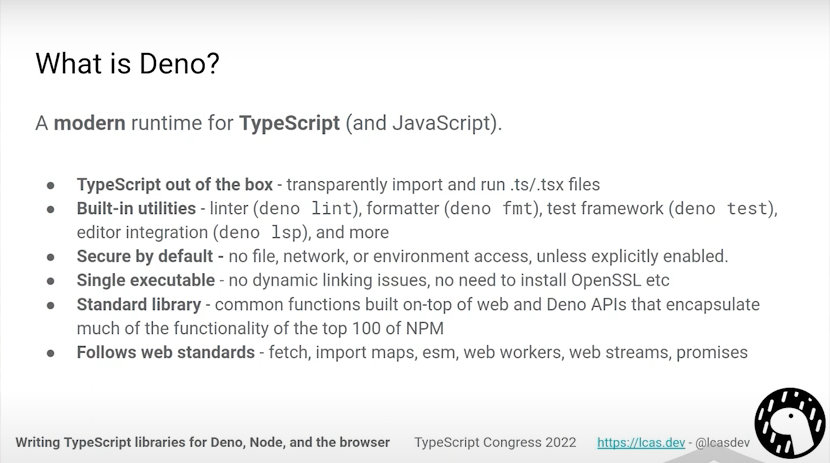 What is Deno?
A modern runtime for TypeScript (and JavaScript).
● TypeScript out of the box - transparently import and run .ts/.tsx files
● Built-in utilities - linter (deno lint), formatter (deno fmt), test framework (deno test),
editor integration (deno lsp), and more
● Secure by default - no file, network, or environment access, unless explicitly enabled.
● Single executable - no dynamic linking issues, no need to install OpenSSL etc
● Standard library - common functions built on-top of web and Deno APIs that encapsulate
much of the functionality of the top 100 of NPM
● Follows web standards - fetch, import maps, esm, web workers, web streams, promises
Writing TypeScript libraries for Deno, Node, and the browser TypeScript Congress 2022 https://lcas.dev - @lcasdev